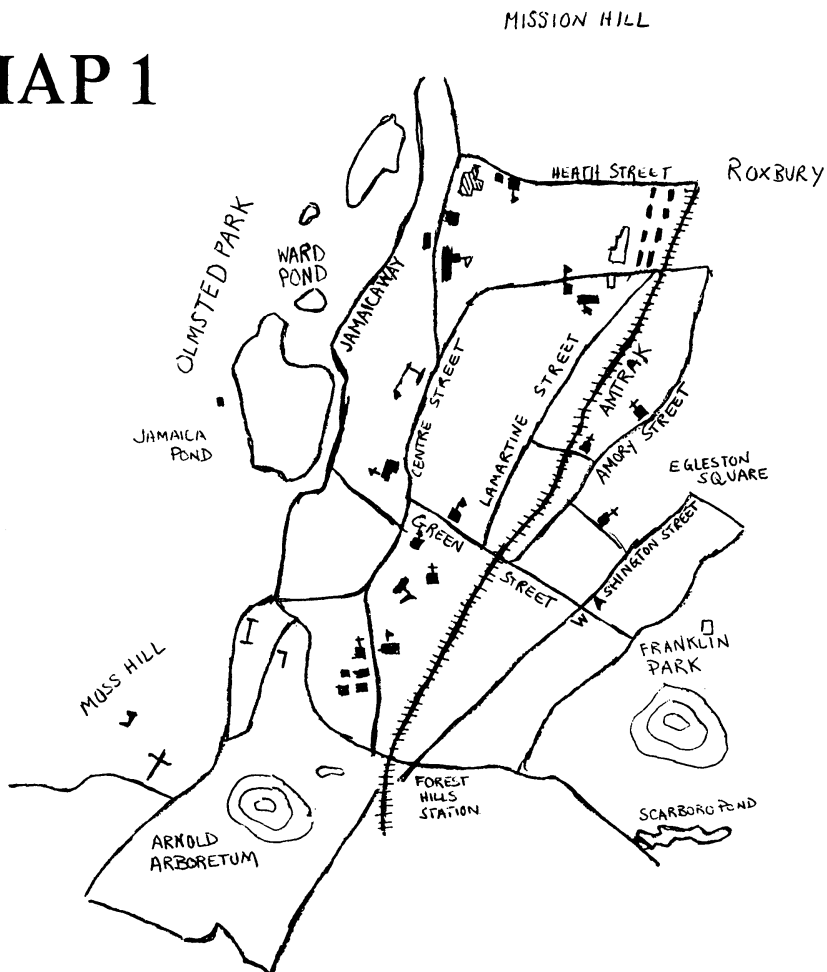 MISSION HILL
MAP 1
HEATH STREET
ROXBURY
OLMSTED PARK
WARD
POND
JAMAICAWAY
JAMAICA
POND
CENTRE STREET
LAMARTINE STREET
AMTRAK
AMORY STREET
EGLESTON
SQUARE
GREEN
STREET
WASHINGTON STREET
FRANKLIN
PARK
MOSS HILL
FOREST
HILLS
STATION
SCARBORO POND
ARNOLD
ARBORETUM